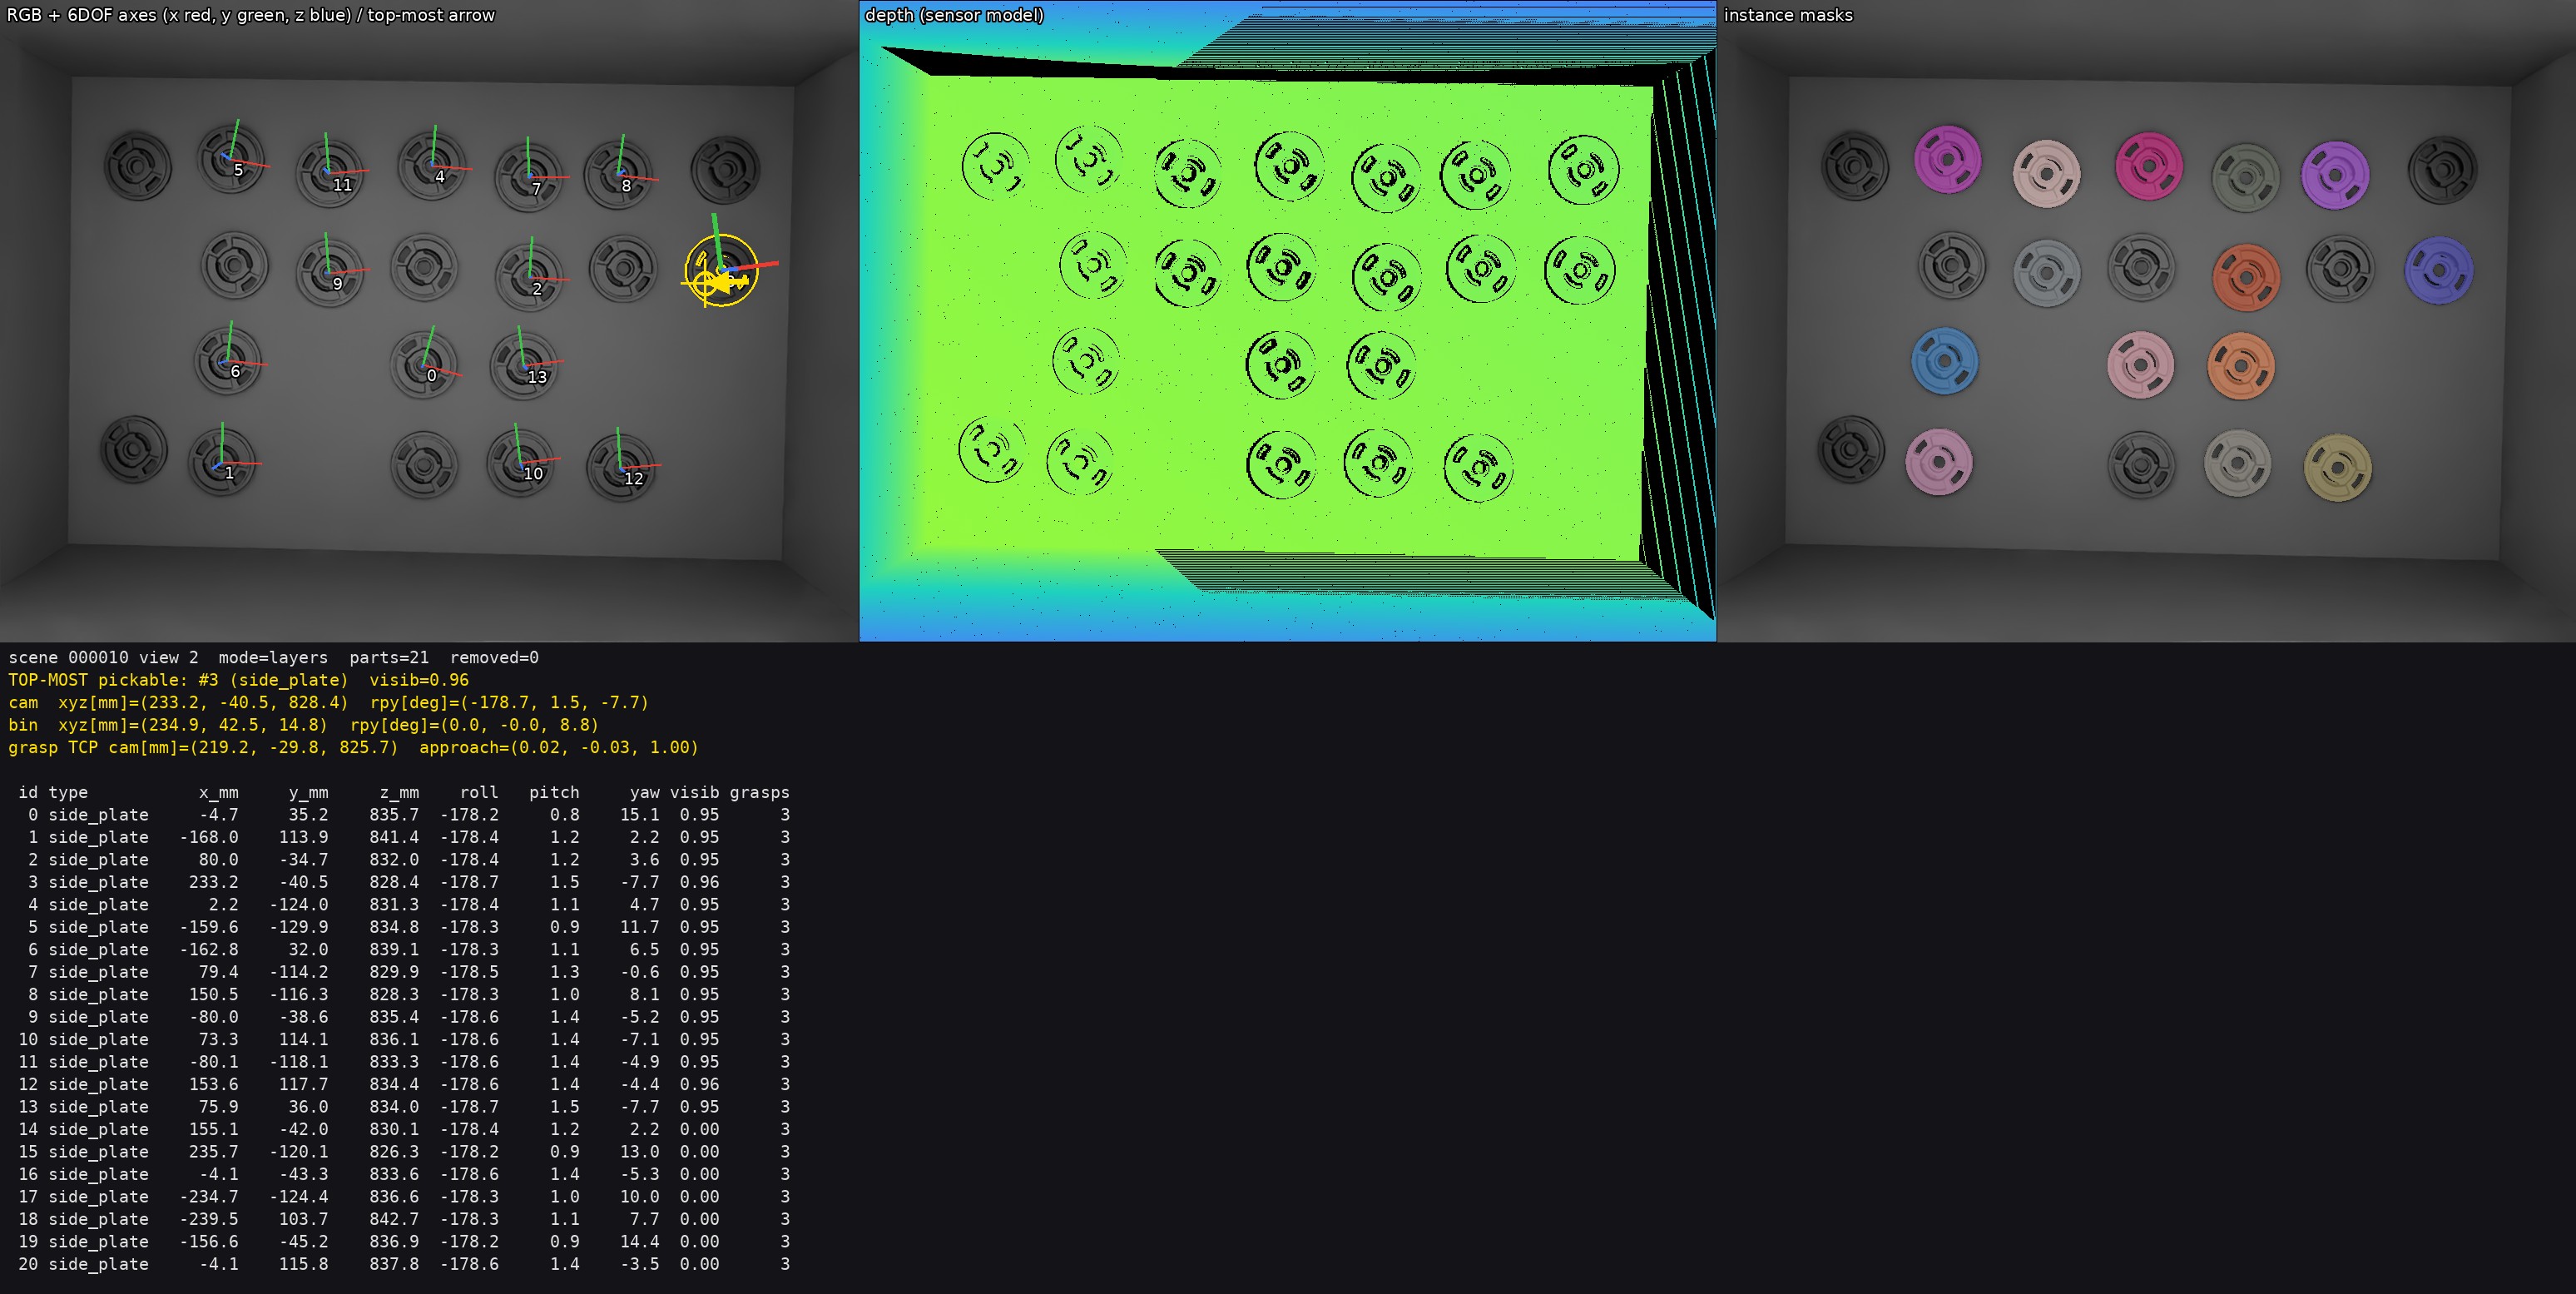 RGB + 6DOF axes (x red, y green, z blue) / top-most arrow
depth (sensor model)
instance masks
5
11
4
7
8
9
2
6
0
13
1
10
12
scene 000010 view 2  mode=layers  parts=21  removed=0
TOP-MOST pickable: #3 (side_plate)  visib=0.96
cam  xyz[mm]=(233.2, -40.5, 828.4)  rpy[deg]=(-178.7, 1.5, -7.7)
bin  xyz[mm]=(234.9, 42.5, 14.8)  rpy[deg]=(0.0, -0.0, 8.8)
grasp TCP cam[mm]=(219.2, -29.8, 825.7)  approach=(0.02, -0.03, 1.00)
id type x_mm y_mm z_mm roll pitch yaw visib grasps
0 side_plate -4.7 35.2 835.7 -178.2 0.8 15.1 0.95 3
1 side_plate -168.0 113.9 841.4 -178.4 1.2 2.2 0.95 3
2 side_plate 80.0 -34.7 832.0 -178.4 1.2 3.6 0.95 3
3 side_plate 233.2 -40.5 828.4 -178.7 1.5 -7.7 0.96 3
4 side_plate 2.2 -124.0 831.3 -178.4 1.1 4.7 0.95 3
5 side_plate -159.6 -129.9 834.8 -178.3 0.9 11.7 0.95 3
6 side_plate -162.8 32.0 839.1 -178.3 1.1 6.5 0.95 3
7 side_plate 79.4 -114.2 829.9 -178.5 1.3 -0.6 0.95 3
8 side_plate 150.5 -116.3 828.3 -178.3 1.0 8.1 0.95 3
9 side_plate -80.0 -38.6 835.4 -178.6 1.4 -5.2 0.95 3
10 side_plate 73.3 114.1 836.1 -178.6 1.4 -7.1 0.95 3
11 side_plate -80.1 -118.1 833.3 -178.6 1.4 -4.9 0.95 3
12 side_plate 153.6 117.7 834.4 -178.6 1.4 -4.4 0.96 3
13 side_plate 75.9 36.0 834.0 -178.7 1.5 -7.7 0.95 3
14 side_plate 155.1 -42.0 830.1 -178.4 1.2 2.2 0.00 3
15 side_plate 235.7 -120.1 826.3 -178.2 0.9 13.0 0.00 3
16 side_plate -4.1 -43.3 833.6 -178.6 1.4 -5.3 0.00 3
17 side_plate -234.7 -124.4 836.6 -178.3 1.0 10.0 0.00 3
18 side_plate -239.5 103.7 842.7 -178.3 1.1 7.7 0.00 3
19 side_plate -156.6 -45.2 836.9 -178.2 0.9 14.4 0.00 3
20 side_plate -4.1 115.8 837.8 -178.6 1.4 -3.5 0.00 3